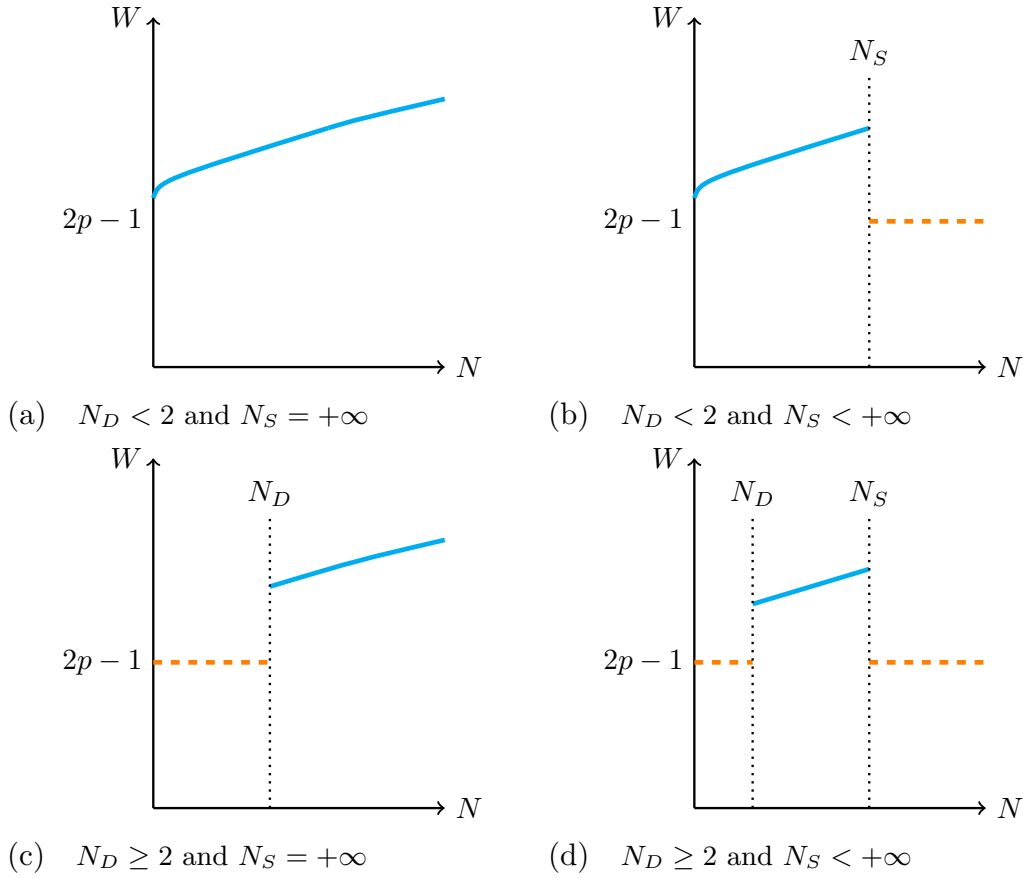 W
N
2p − 1
(a) N_D < 2 and N_S = +∞
W
N_S
N
2p − 1
(b) N_D < 2 and N_S < +∞
W
N_D
N
2p − 1
(c) N_D ≥ 2 and N_S = +∞
W
N_D N_S
N
2p − 1
(d) N_D ≥ 2 and N_S < +∞